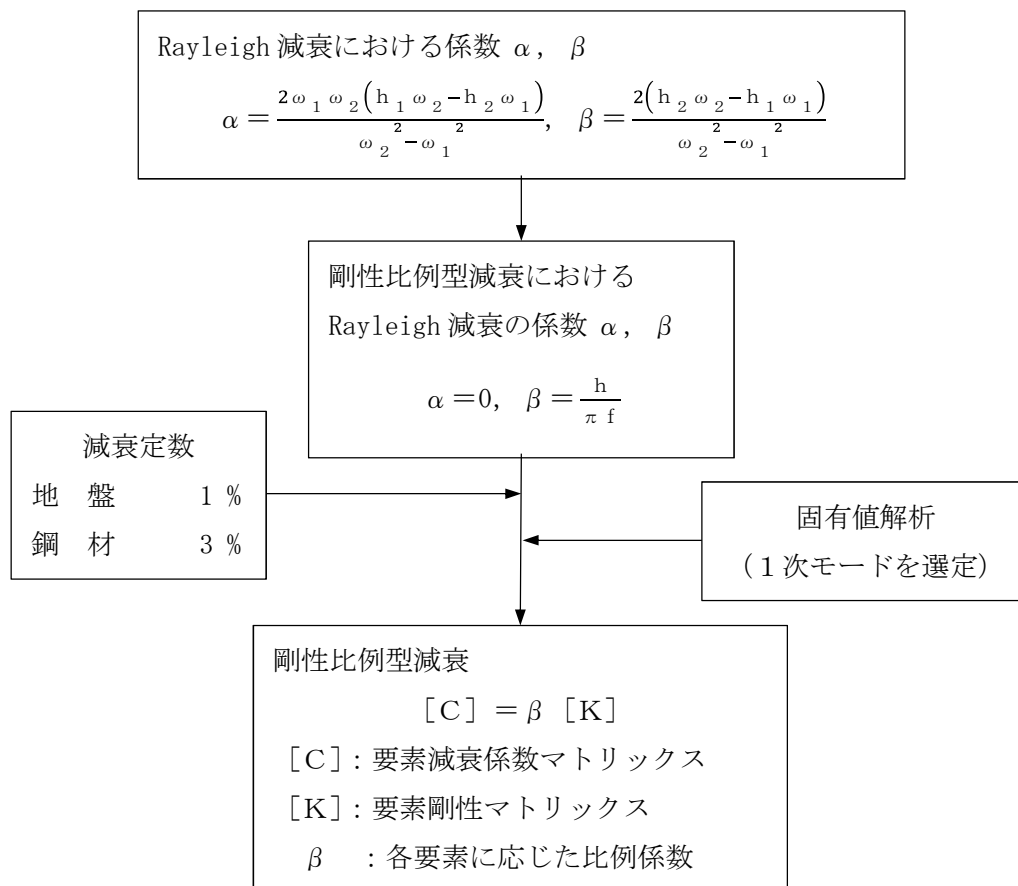 Rayleigh 減衰における係数 α, β
α＝2ω₁ω₂(h₁ω₂−h₂ω₁)/(ω₂²−ω₁²), β＝2(h₂ω₂−h₁ω₁)/(ω₂²−ω₁²)
剛性比例型減衰における
Rayleigh 減衰の係数 α, β
α＝0, β＝h/(πf)
減衰定数
地 盤 1 %
鋼 材 3 %
固有値解析
(１次モードを選定)
剛性比例型減衰
［C］＝β［K］
［C］：要素減衰係数マトリックス
［K］：要素剛性マトリックス
β ：各要素に応じた比例係数